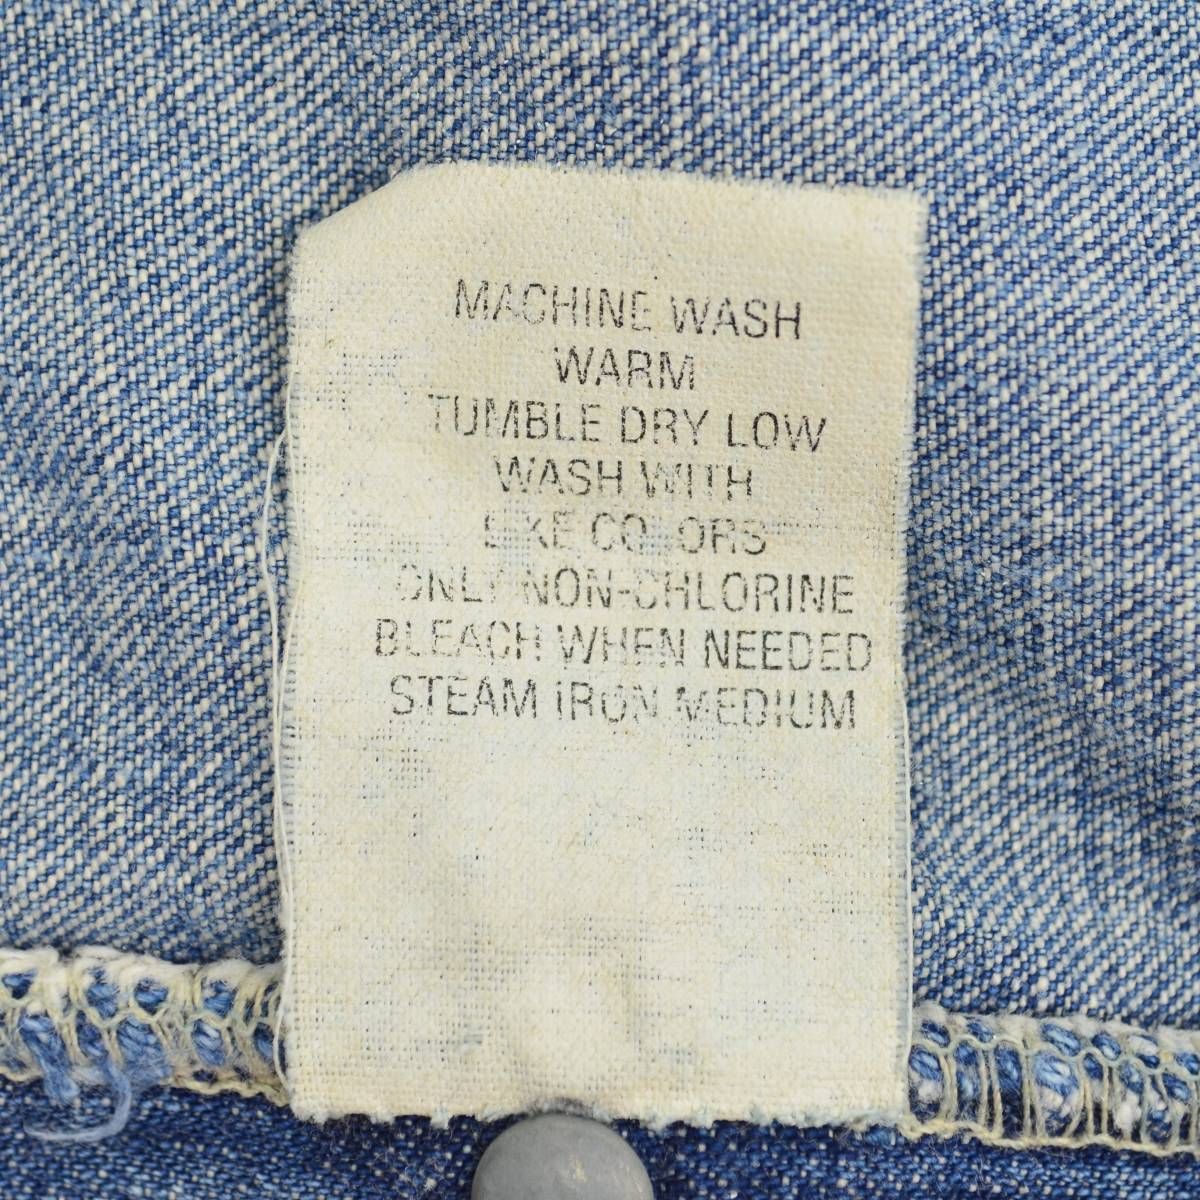 MACHINE WASH
WARM
TUMBLE DRY LOW
WASH WITH
LIKE COLORS
ONLY NON-CHLORINE
BLEACH WHEN NEEDED
STEAM IRON MEDIUM